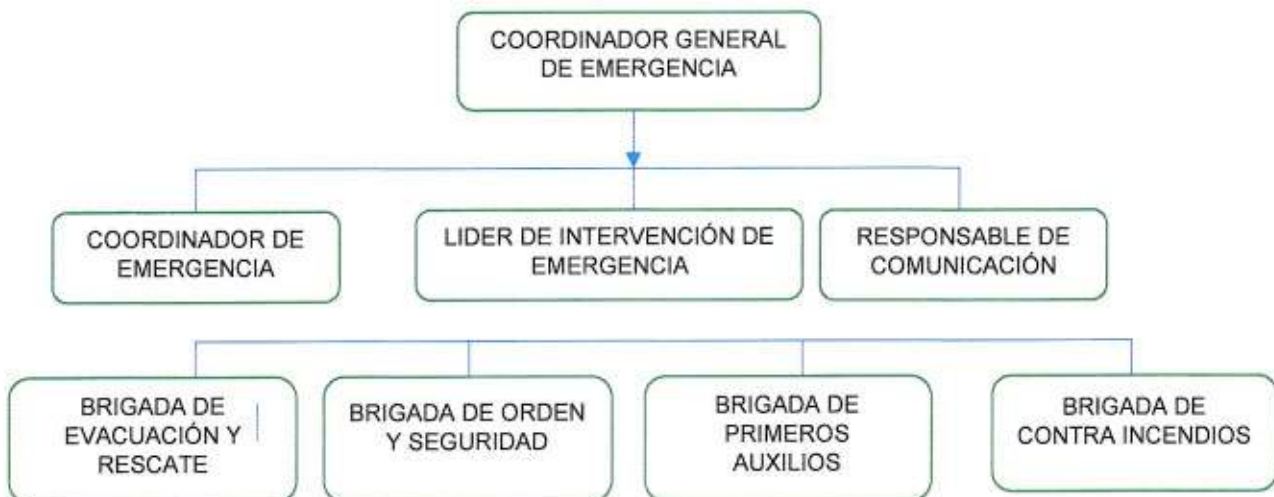 COORDINADOR GENERAL
DE EMERGENCIA
COORDINADOR DE
EMERGENCIA
LIDER DE INTERVENCIÓN DE
EMERGENCIA
RESPONSABLE DE
COMUNICACIÓN
BRIGADA DE
EVACUACIÓN Y
RESCATE
BRIGADA DE ORDEN
Y SEGURIDAD
BRIGADA DE
PRIMEROS
AUXILIOS
BRIGADA DE
CONTRA INCENDIOS